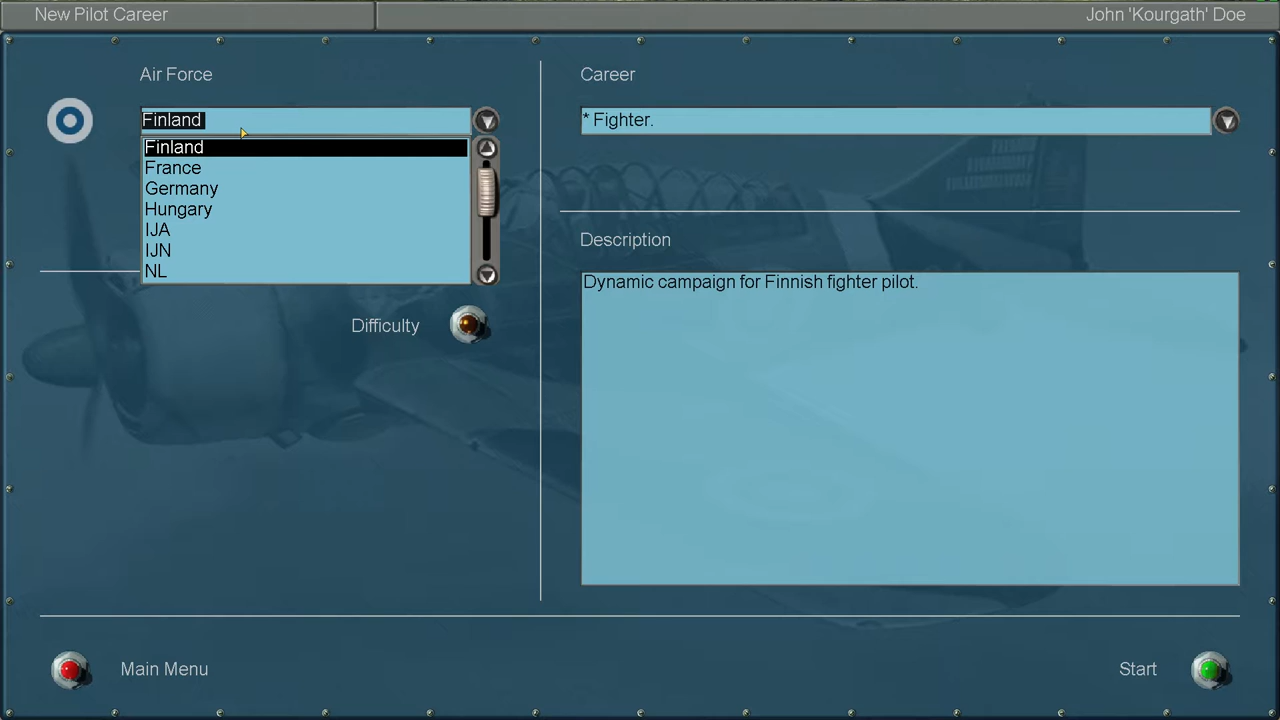 New Pilot Career
John 'Kourgath' Doe
Air Force
Finland
Finland
France
Germany
Hungary
IJA
IJN
NL
Difficulty
Career
* Fighter.
Description
Dynamic campaign for Finnish fighter pilot.
Main Menu
Start